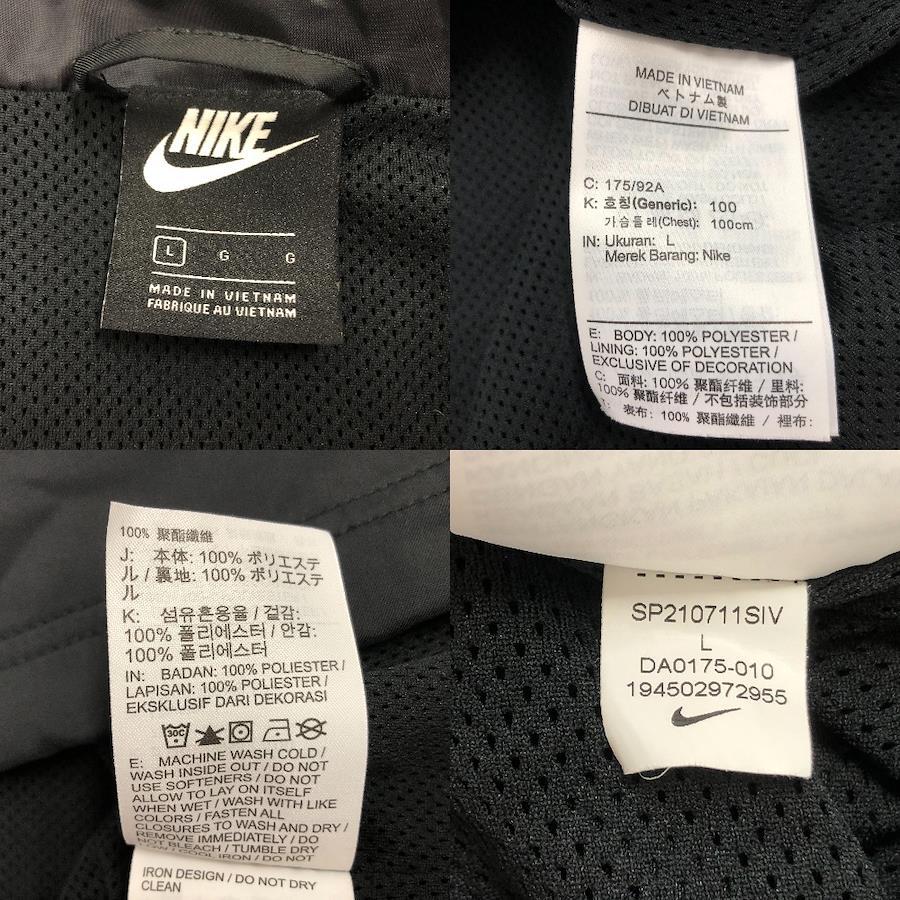 NIKE
L G G
MADE IN VIETNAM
FABRIQUE AU VIETNAM
MADE IN VIETNAM
ベトナム製
DIBUAT DI VIETNAM
C: 175/92A
K: 호칭(Generic): 100
가슴둘레(Chest): 100cm
IN: Ukuran: L
Merek Barang: Nike
E: BODY: 100% POLYESTER /
LINING: 100% POLYESTER /
EXCLUSIVE OF DECORATION
C: 面料: 100% 聚酯纤维 / 里料:
100% 聚酯纤维 / 不包括装饰部分
表布: 100% 聚酯纖維 / 裡布:
100% 聚酯纖維
J: 本体: 100% ポリエステ
ル / 裏地: 100% ポリエステ
ル
K: 섬유혼용율 / 겉감:
100% 폴리에스터 / 안감:
100% 폴리에스터
IN: BADAN: 100% POLIESTER /
LAPISAN: 100% POLIESTER /
EKSKLUSIF DARI DEKORASI
30C
E: MACHINE WASH COLD /
WASH INSIDE OUT / DO NOT
USE SOFTENERS / DO NOT
ALLOW TO LAY ON ITSELF
WHEN WET / WASH WITH LIKE
COLORS / FASTEN ALL
CLOSURES TO WASH AND DRY /
REMOVE IMMEDIATELY / DO
NOT BLEACH / TUMBLE DRY
LOW / COOL IRON / DO NOT
IRON DESIGN / DO NOT DRY
CLEAN
SP210711SIV
L
DA0175-010
194502972955